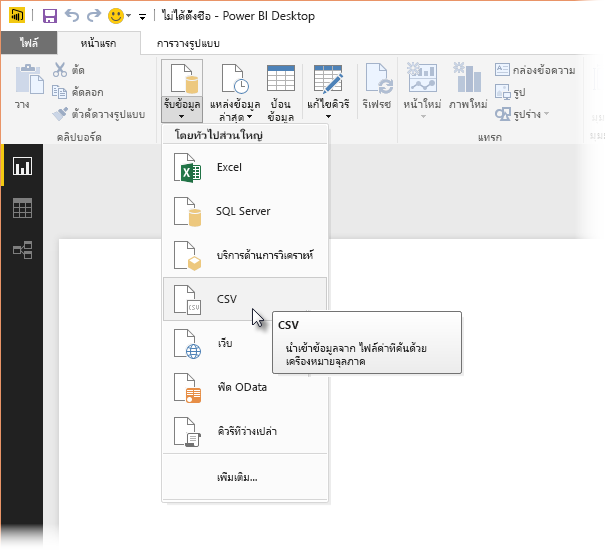 ไม่ได้ตั้งชื่อ - Power BI Desktop
ไฟล์
หน้าแรก
การวางรูปแบบ
วาง
ตัด
คัดลอก
ตัวคัดวางรูปแบบ
คลิปบอร์ด
รับข้อมูล
แหล่งข้อมูล
ล่าสุด
ป้อน
ข้อมูล
แก้ไขคิวรี
รีเฟรช
หน้าใหม่
ภาพใหม่
กล่องข้อความ
รูป
รูปร่าง
แทรก
โดยทั่วไปส่วนใหญ่
Excel
SQL Server
บริการด้านการวิเคราะห์
CSV
เว็บ
ฟีด OData
คิวรีที่ว่างเปล่า
เพิ่มเติม...
CSV
นำเข้าข้อมูลจาก ไฟล์ค่าที่คั่นด้วย
เครื่องหมายจุลภาค